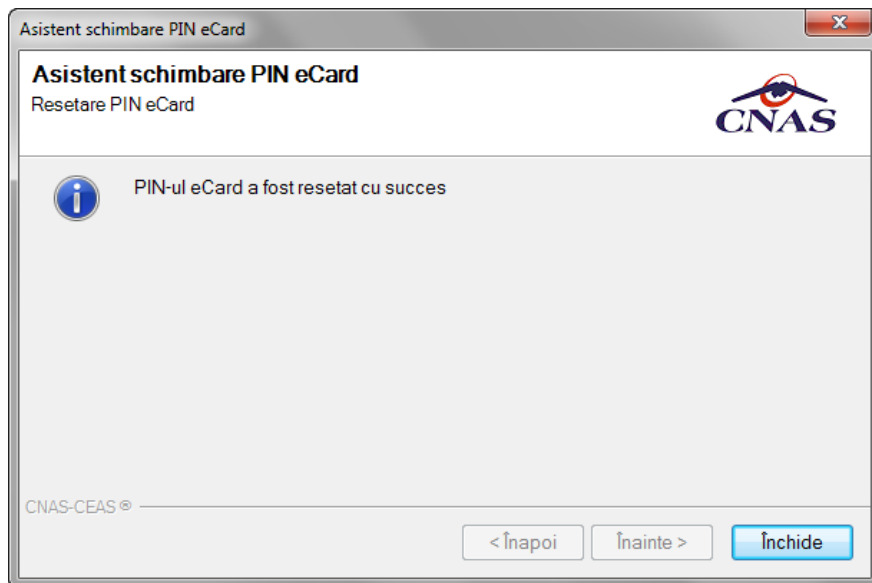 Asistent schimbare PIN eCard
Asistent schimbare PIN eCard
Resetare PIN eCard
CNAS
PIN-ul eCard a fost resetat cu succes
CNAS-CEAS ®
< Înapoi
Înainte >
Închide